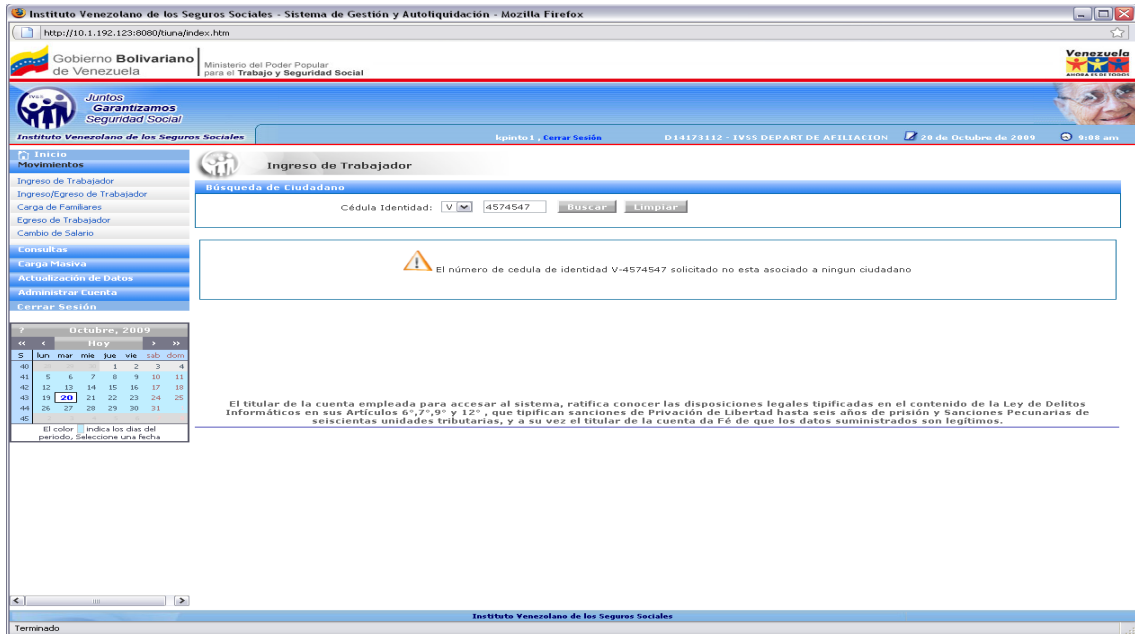 Instituto Venezolano de los Seguros Sociales - Sistema de Gestión y Autoliquidación - Mozilla Firefox
http://10.1.192.123:8080/tiuna/index.htm
Gobierno Bolivariano
de Venezuela
Ministerio del Poder Popular
para el Trabajo y Seguridad Social
Venezuela
AHORA ES DE TODOS
IVSS
Juntos
Garantizamos
Seguridad Social
Instituto Venezolano de los Seguros Sociales
kpinto1 , Cerrar Sesión
D14173112 - IVSS DEPART DE AFILIACION
20 de Octubre de 2009
9:08 am
Inicio
Movimientos
Ingreso de Trabajador
Ingreso/Egreso de Trabajador
Carga de Familiares
Egreso de Trabajador
Cambio de Salario
Consultas
Carga Masiva
Actualización de Datos
Administrar Cuenta
Cerrar Sesión
Ingreso de Trabajador
Búsqueda de Ciudadano
Cédula Identidad: V 4574547 Buscar Limpiar
El número de cedula de identidad V-4574547 solicitado no esta asociado a ningun ciudadano
? Octubre, 2009
« ‹ Hoy › »
S lun mar mie jue vie sab dom
40 1 2 3 4
41 5 6 7 8 9 10 11
42 12 13 14 15 16 17 18
43 19 20 21 22 23 24 25
44 26 27 28 29 30 31
45
El color indica los dias del
periodo, Seleccione una fecha
El titular de la cuenta empleada para accesar al sistema, ratifica conocer las disposiciones legales tipificadas en el contenido de la Ley de Delitos
Informáticos en sus Artículos 6°,7°,9° y 12° , que tipifican sanciones de Privación de Libertad hasta seis años de prisión y Sanciones Pecunarias de
seiscientas unidades tributarias, y a su vez el titular de la cuenta da Fé de que los datos suministrados son legítimos.
Instituto Venezolano de los Seguros Sociales
Terminado